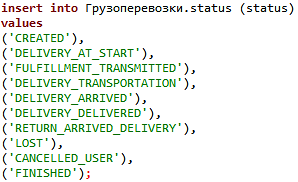 insert into Грузоперевозки.status (status)
values
('CREATED'),
('DELIVERY_AT_START'),
('FULFILLMENT_TRANSMITTED'),
('DELIVERY_TRANSPORTATION'),
('DELIVERY_ARRIVED'),
('DELIVERY_DELIVERED'),
('RETURN_ARRIVED_DELIVERY'),
('LOST'),
('CANCELLED_USER'),
('FINISHED');